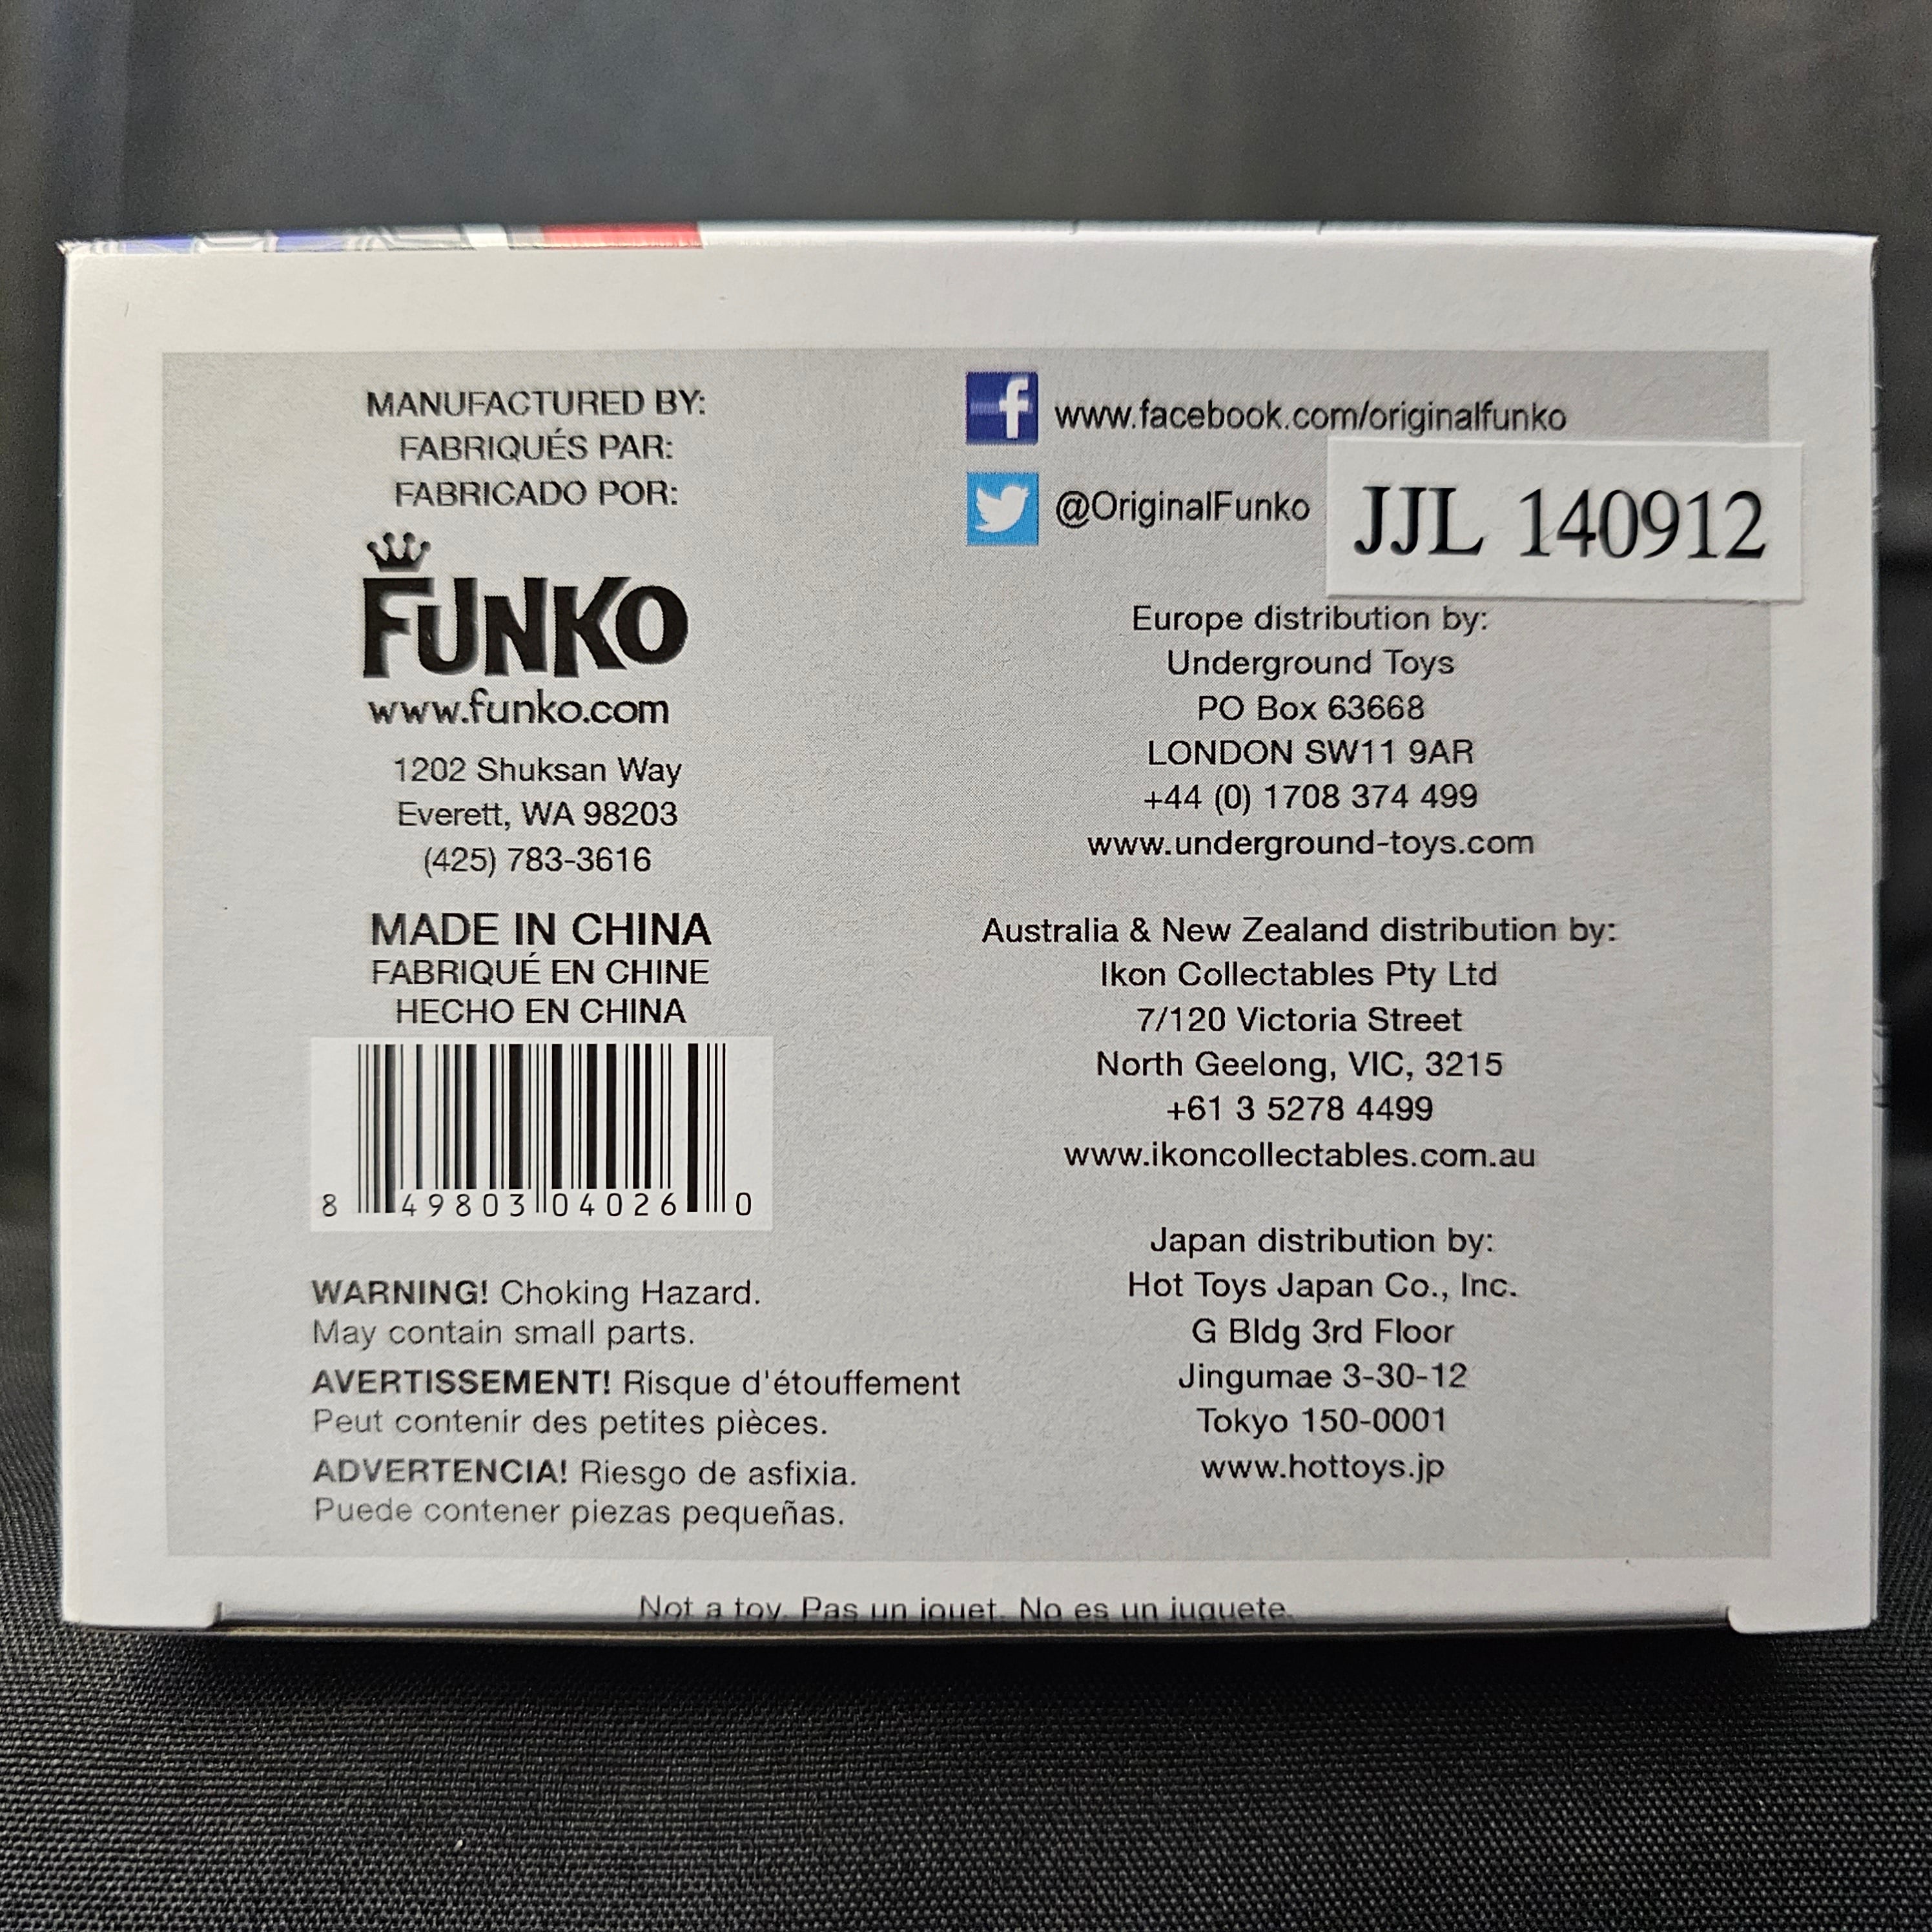 MANUFACTURED BY:
FABRIQUÉS PAR:
FABRICADO POR:
FUNKO
www.funko.com
1202 Shuksan Way
Everett, WA 98203
(425) 783-3616
MADE IN CHINA
FABRIQUÉ EN CHINE
HECHO EN CHINA
8 49803 04026 0
WARNING! Choking Hazard.
May contain small parts.
AVERTISSEMENT! Risque d'étouffement
Peut contenir des petites pièces.
ADVERTENCIA! Riesgo de asfixia.
Puede contener piezas pequeñas.
f www.facebook.com/originalfunko
@OriginalFunko
JJL 140912
Europe distribution by:
Underground Toys
PO Box 63668
LONDON SW11 9AR
+44 (0) 1708 374 499
www.underground-toys.com
Australia & New Zealand distribution by:
Ikon Collectables Pty Ltd
7/120 Victoria Street
North Geelong, VIC, 3215
+61 3 5278 4499
www.ikoncollectables.com.au
Japan distribution by:
Hot Toys Japan Co., Inc.
G Bldg 3rd Floor
Jingumae 3-30-12
Tokyo 150-0001
www.hottoys.jp
Not a toy. Pas un jouet. No es un juguete.